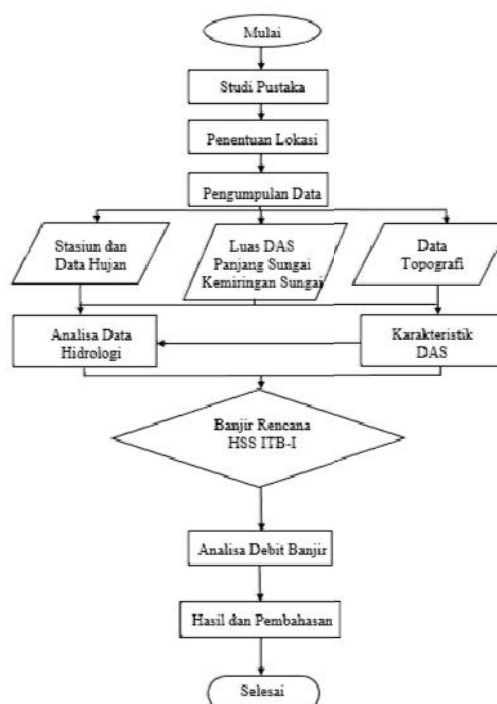 Mulai
Studi Pustaka
Penentuan Lokasi
Pengumpulan Data
Stasiun dan
Data Hujan
Luas DAS
Panjang Sungai
Kemiringan Sungai
Data
Topografi
Analisa Data
Hidrologi
Karakteristik
DAS
Banjir Rencana
HSS ITB-I
Analisa Debit Banjir
Hasil dan Pembahasan
Selesai